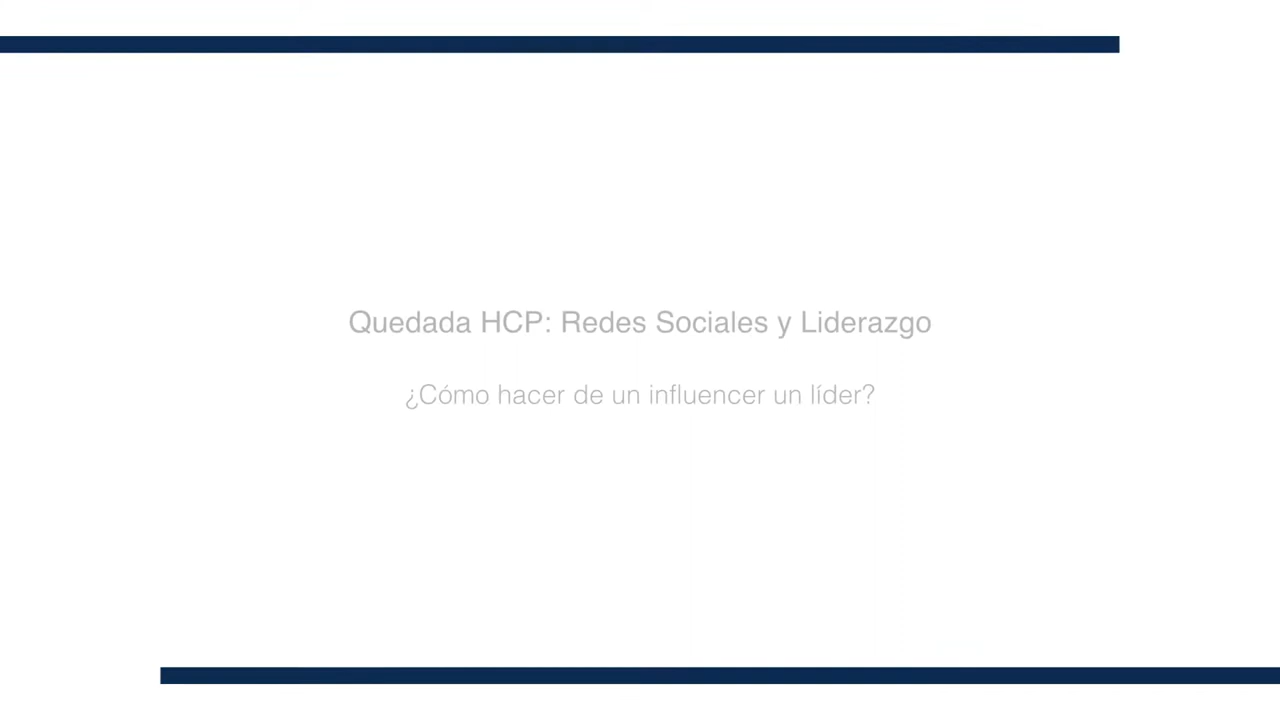 Quedada HCP: Redes Sociales y Liderazgo
¿Cómo hacer de un influencer un líder?